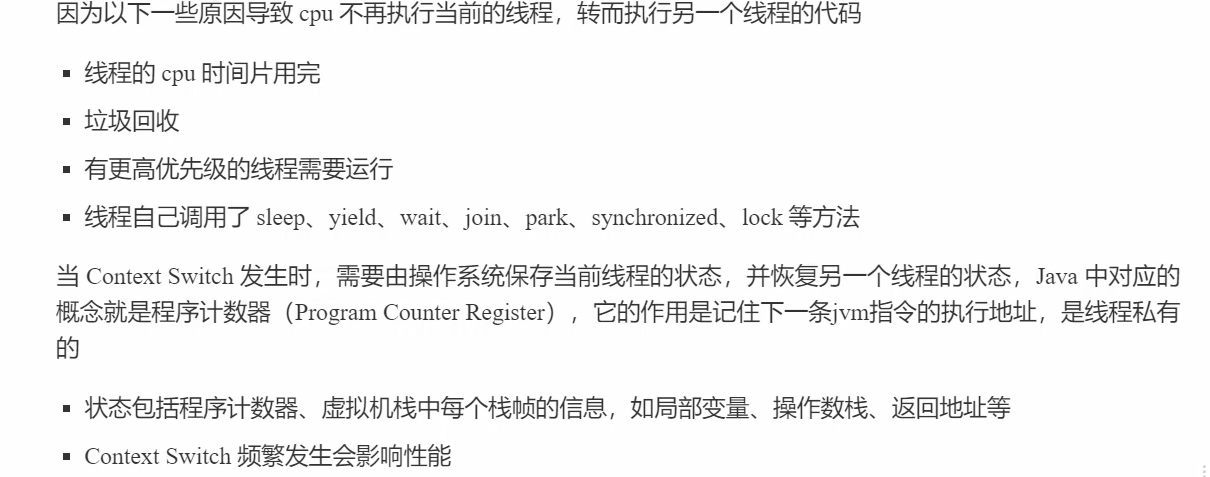 因为以下一些原因导致 cpu 不再执行当前的线程，转而执行另一个线程的代码
▪ 线程的 cpu 时间片用完
▪ 垃圾回收
▪ 有更高优先级的线程需要运行
▪ 线程自己调用了 sleep、yield、wait、join、park、synchronized、lock 等方法
当 Context Switch 发生时，需要由操作系统保存当前线程的状态，并恢复另一个线程的状态，Java 中对应的
概念就是程序计数器（Program Counter Register），它的作用是记住下一条jvm指令的执行地址，是线程私有
的
▪ 状态包括程序计数器、虚拟机栈中每个栈帧的信息，如局部变量、操作数栈、返回地址等
▪ Context Switch 频繁发生会影响性能